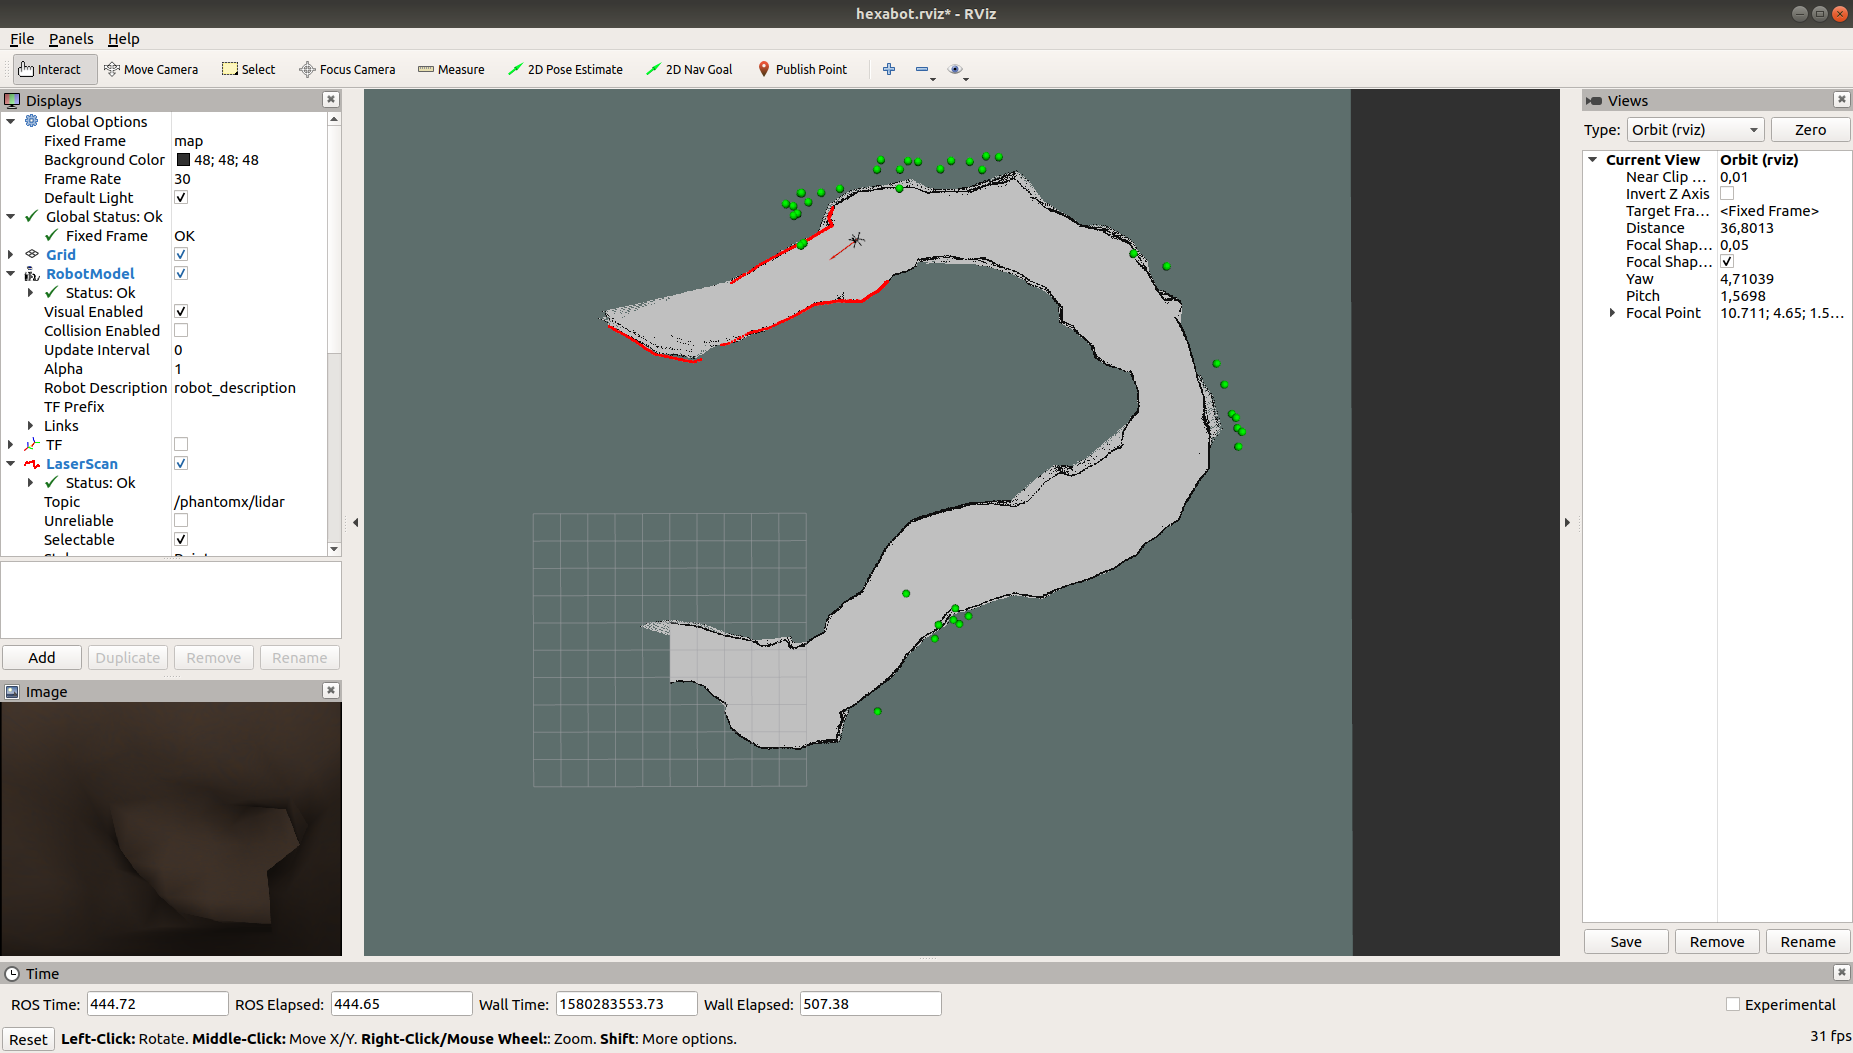 hexabot.rviz* - RViz
File Panels Help
Interact Move Camera Select Focus Camera Measure 2D Pose Estimate 2D Nav Goal Publish Point
Displays
Global Options
Fixed Frame map
Background Color 48; 48; 48
Frame Rate 30
Default Light
Global Status: Ok
Fixed Frame OK
Grid
RobotModel
Status: Ok
Visual Enabled
Collision Enabled
Update Interval 0
Alpha 1
Robot Description robot_description
TF Prefix
Links
TF
LaserScan
Status: Ok
Topic /phantomx/lidar
Unreliable
Selectable
Add Duplicate Remove Rename
Image
Views
Type: Orbit (rviz) Zero
Current View Orbit (rviz)
Near Clip ... 0,01
Invert Z Axis
Target Fra... <Fixed Frame>
Distance 36,8013
Focal Shap... 0,05
Focal Shap...
Yaw 4,71039
Pitch 1,5698
Focal Point 10.711; 4.65; 1.5...
Save Remove Rename
Time
ROS Time: 444.72 ROS Elapsed: 444.65 Wall Time: 1580283553.73 Wall Elapsed: 507.38 Experimental
Reset Left-Click: Rotate. Middle-Click: Move X/Y. Right-Click/Mouse Wheel:: Zoom. Shift: More options. 31 fps